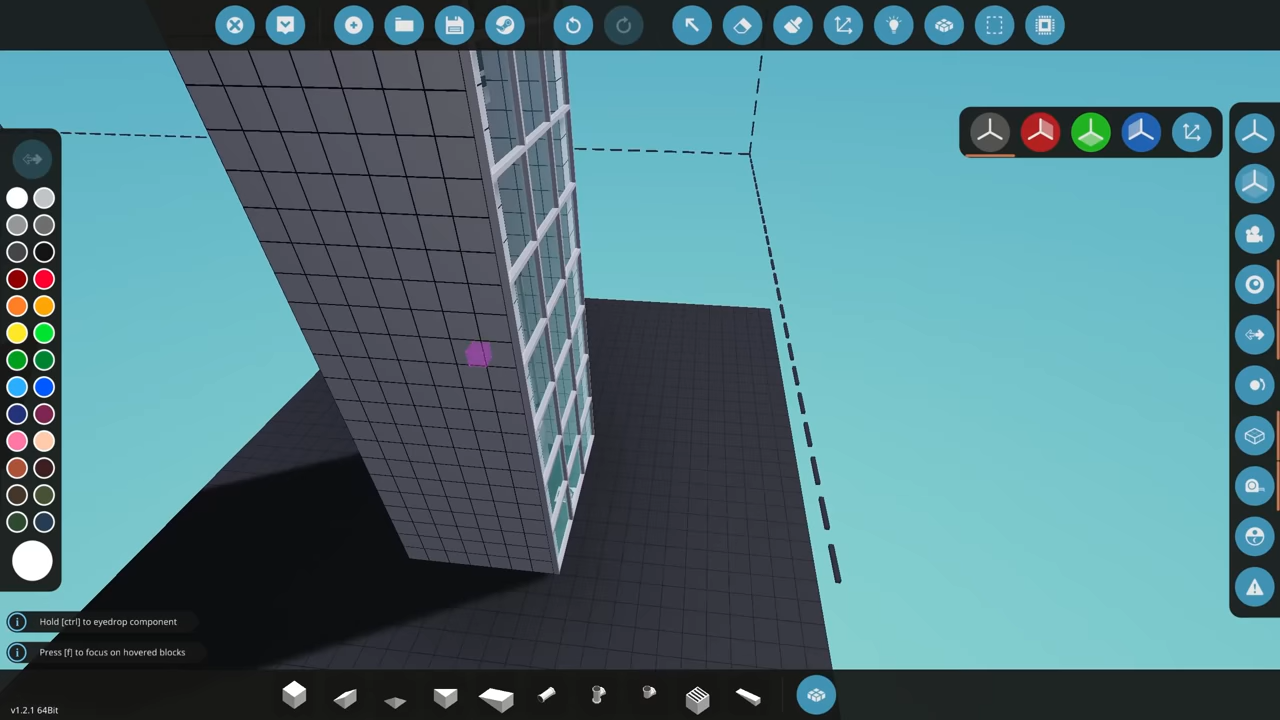 Hold [ctrl] to eyedrop component
Press [f] to focus on hovered blocks
v1.2.1 64Bit